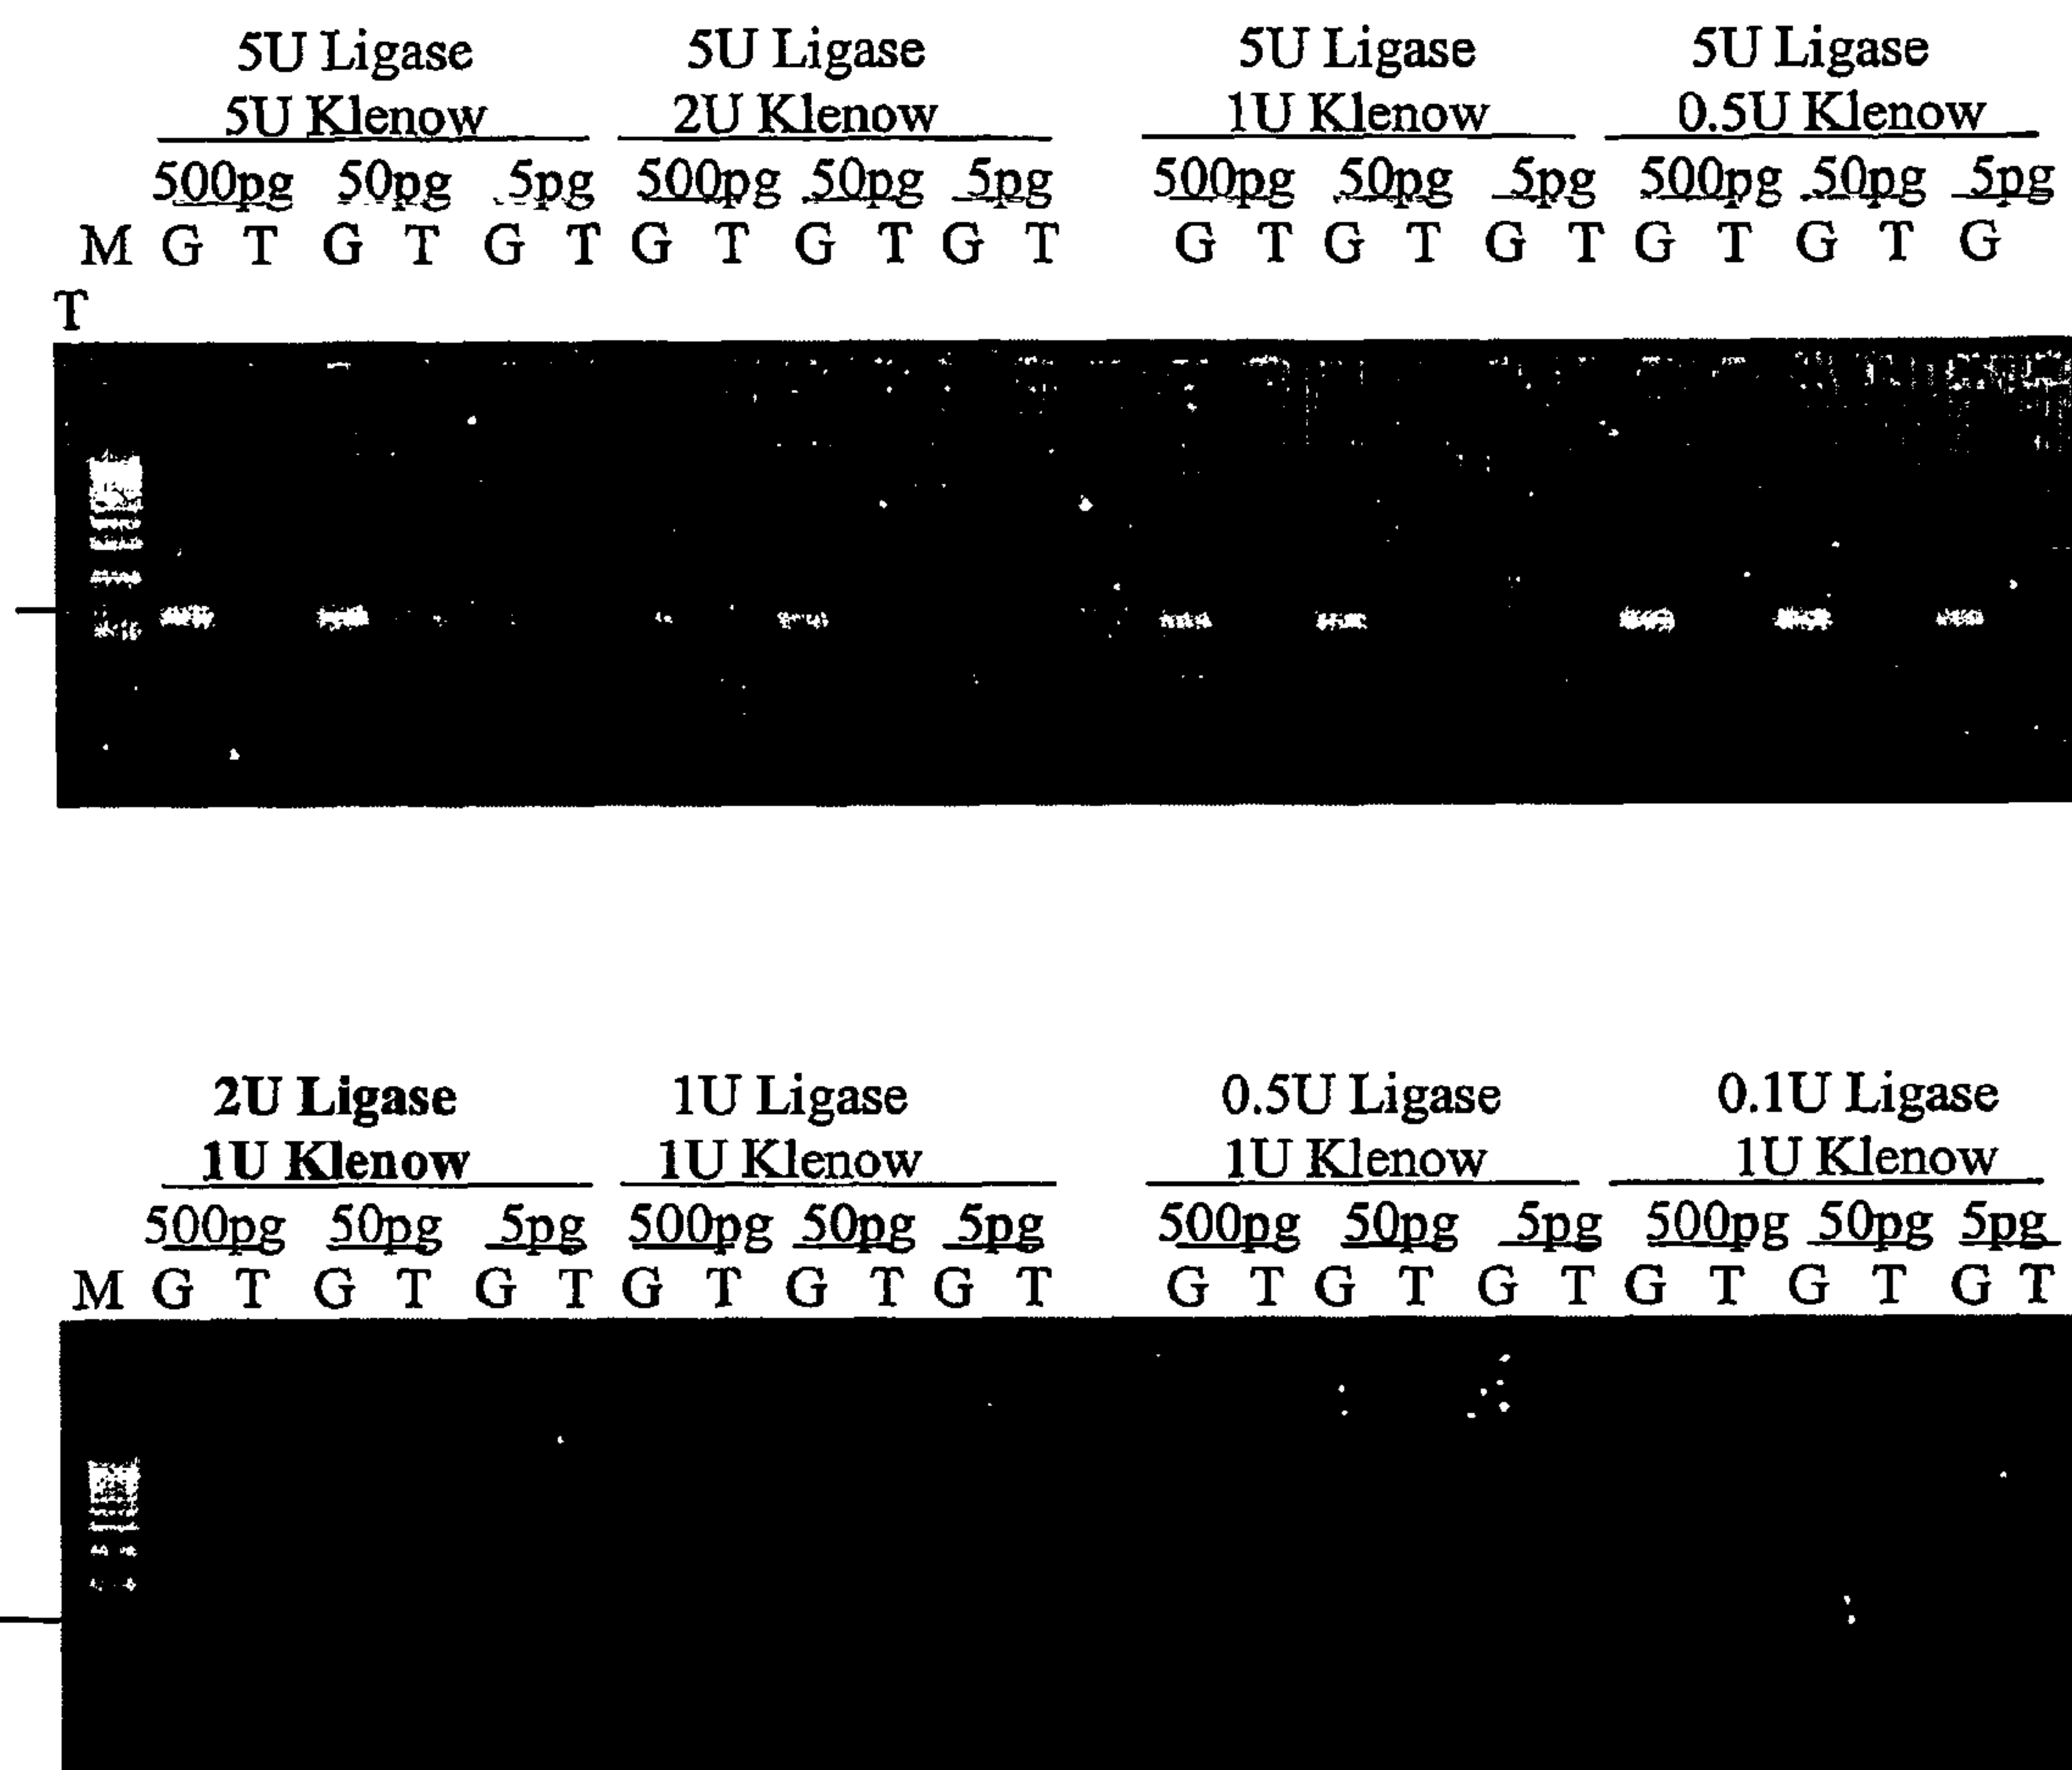 5U Ligase 5U Ligase 5U Ligase 5U Ligase
5U Klenow 2U Klenow 1U Klenow 0.5U Klenow
500pg 50pg 5pg 500pg 50pg 5pg 500pg 50pg 5pg 500pg 50pg 5pg
M G T G T G T G T G T G T G T G T G T G T G T G
T
2U Ligase 1U Ligase 0.5U Ligase 0.1U Ligase
1U Klenow 1U Klenow 1U Klenow 1U Klenow
500pg 50pg 5pg 500pg 50pg 5pg 500pg 50pg 5pg 500pg 50pg 5pg
M G T G T G T G T G T G T G T G T G T G T G T G T